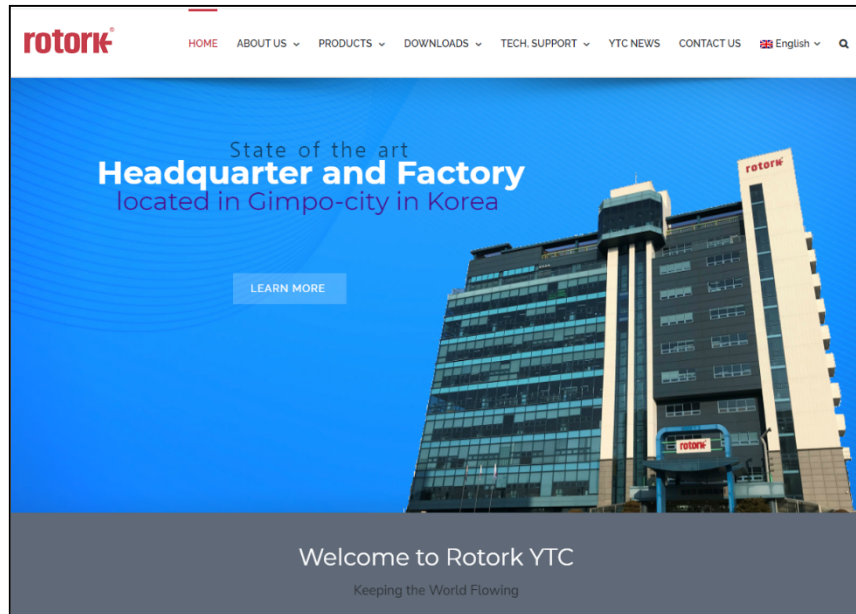 rotork®
HOME ABOUT US PRODUCTS DOWNLOADS TECH. SUPPORT YTC NEWS CONTACT US English
State of the art
Headquarter and Factory
located in Gimpo-city in Korea
LEARN MORE
rotork
rotork
Welcome to Rotork YTC
Keeping the World Flowing